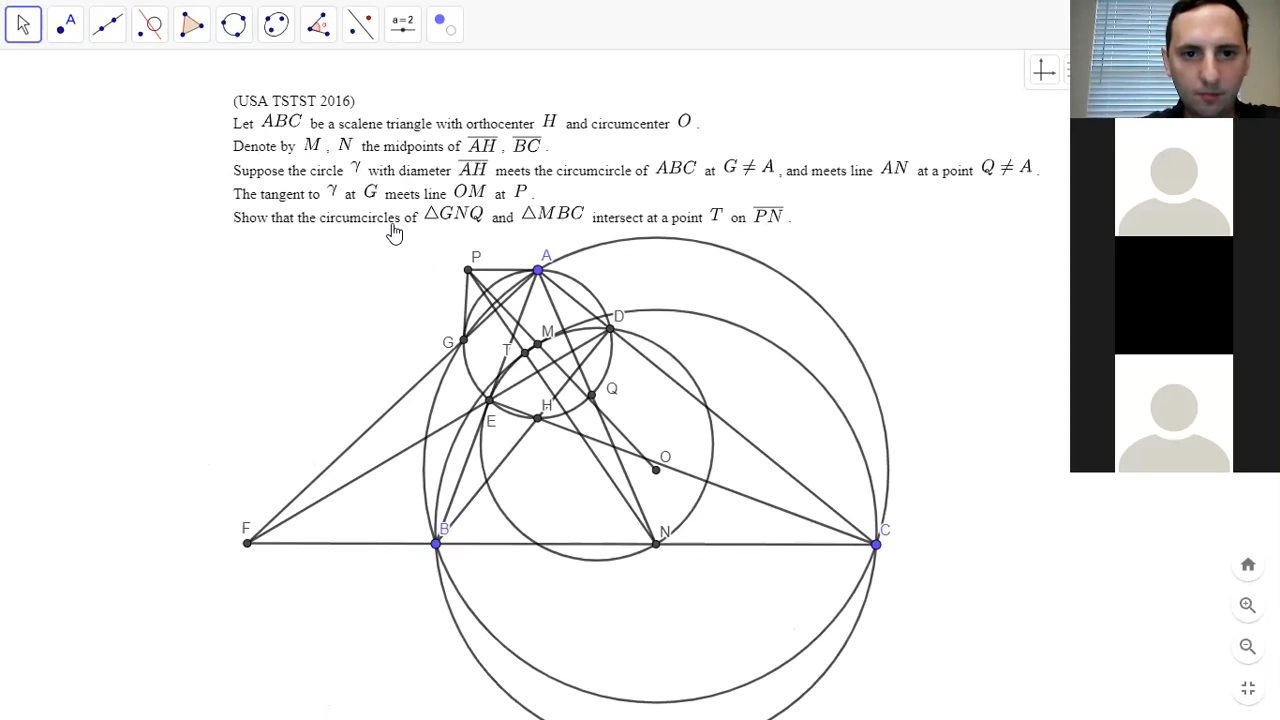 A
a=2
(USA TSTST 2016)
Let ABC be a scalene triangle with orthocenter H and circumcenter O .
Denote by M , N the midpoints of AH , BC .
Suppose the circle γ with diameter AH meets the circumcircle of ABC at G ≠ A , and meets line AN at a point Q ≠ A .
The tangent to γ at G meets line OM at P .
Show that the circumcircles of △GNQ and △MBC intersect at a point T on PN .
P
A
D
M
G
T
Q
H
E
O
F
B
N
C